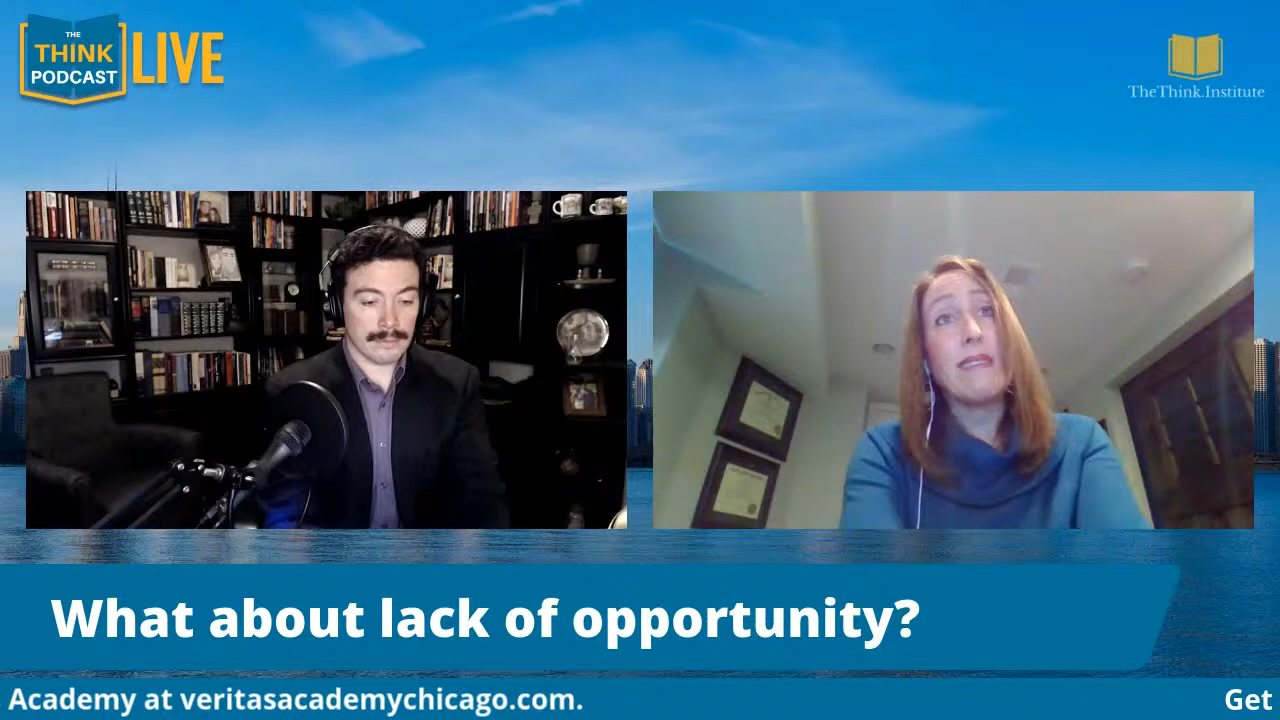 THE
THINK
PODCAST
LIVE
TheThink.Institute
What about lack of opportunity?
Academy at veritasacademychicago.com.
Get